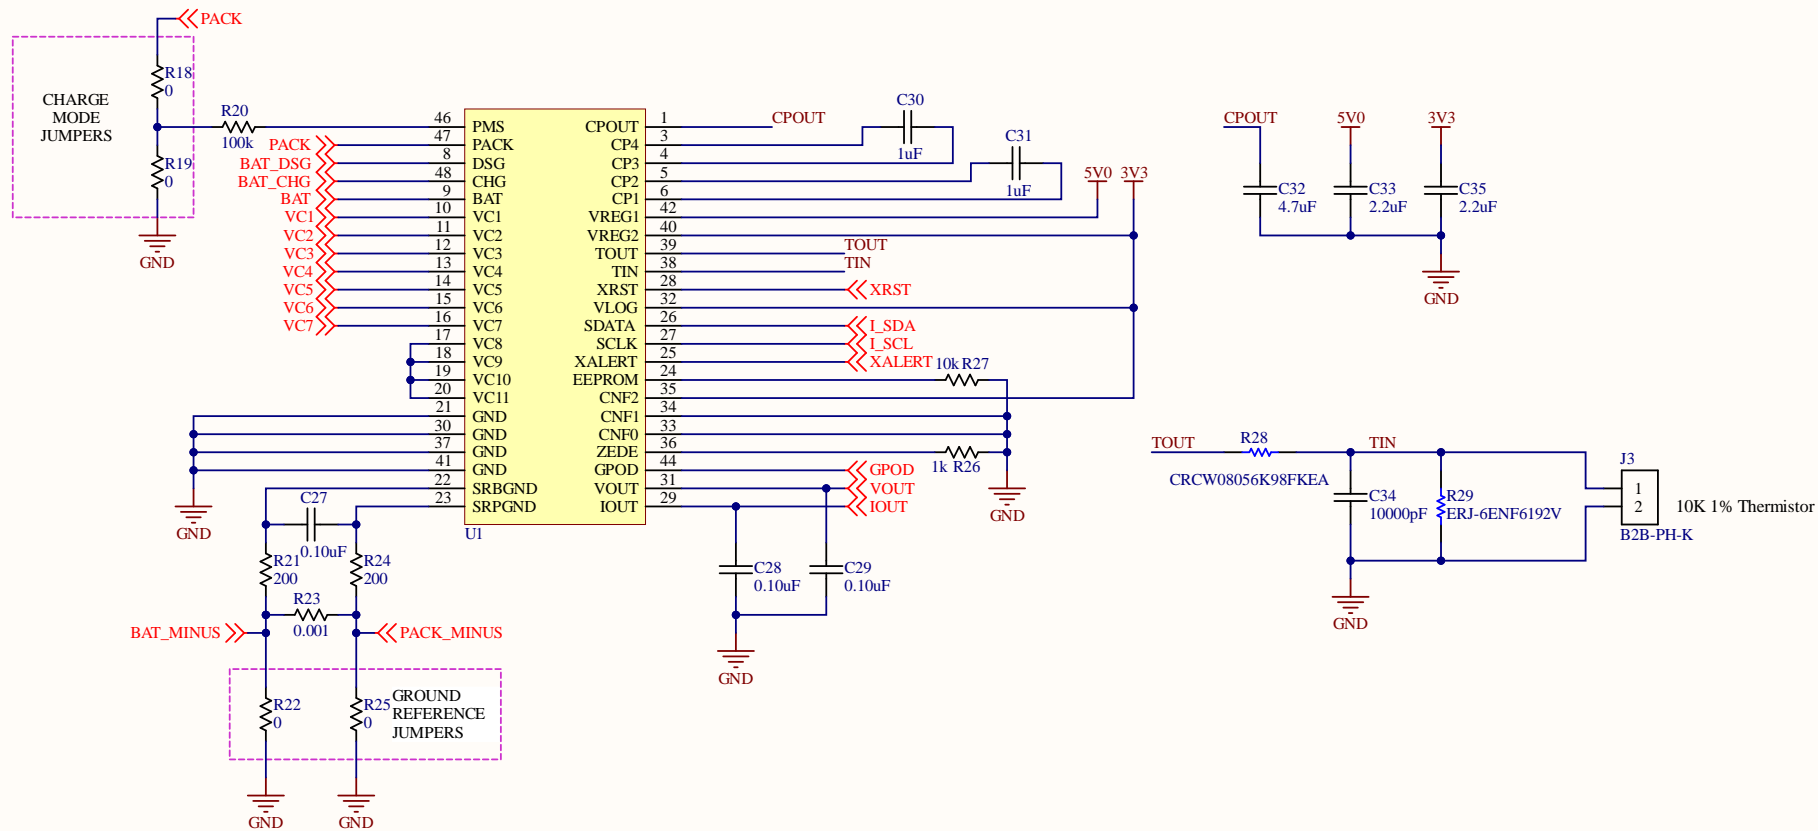 PACK
R18
0
CHARGE
MODE
JUMPERS
R19
0
GND
R20
100k
PACK
BAT_DSG
BAT_CHG
BAT
VC1
VC2
VC3
VC4
VC5
VC6
VC7
46 PMS
47 PACK
8 DSG
48 CHG
9 BAT
10 VC1
11 VC2
12 VC3
13 VC4
14 VC5
15 VC6
16 VC7
17 VC8
18 VC9
19 VC10
20 VC11
21 GND
30 GND
37 GND
41 GND
22 SRBGND
23 SRPGND
CPOUT 1
CP4 3
CP3 4
CP2 5
CP1 6
VREG1 42
VREG2 40
TOUT 39
TIN 38
XRST 28
VLOG 32
SDATA 26
SCLK 27
XALERT 25
EEPROM 24
CNF2 35
CNF1 34
CNF0 33
ZEDE 36
GPOD 44
VOUT 31
IOUT 29
U1
CPOUT
C30
1uF
C31
1uF
5V0 3V3
TOUT
TIN
XRST
I_SDA
I_SCL
XALERT
10k R27
1k R26
GPOD
VOUT
IOUT
GND
GND
C27
0.10uF
R21
200
R24
200
R23
0.001
BAT_MINUS
PACK_MINUS
R22
0
R25
0
GROUND
REFERENCE
JUMPERS
GND
GND
C28
0.10uF
C29
0.10uF
GND
CPOUT
5V0
3V3
C32
4.7uF
C33
2.2uF
C35
2.2uF
GND
TOUT
R28
CRCW08056K98FKEA
TIN
C34
10000pF
R29
ERJ-6ENF6192V
GND
J3
1
2
B2B-PH-K
10K 1% Thermistor